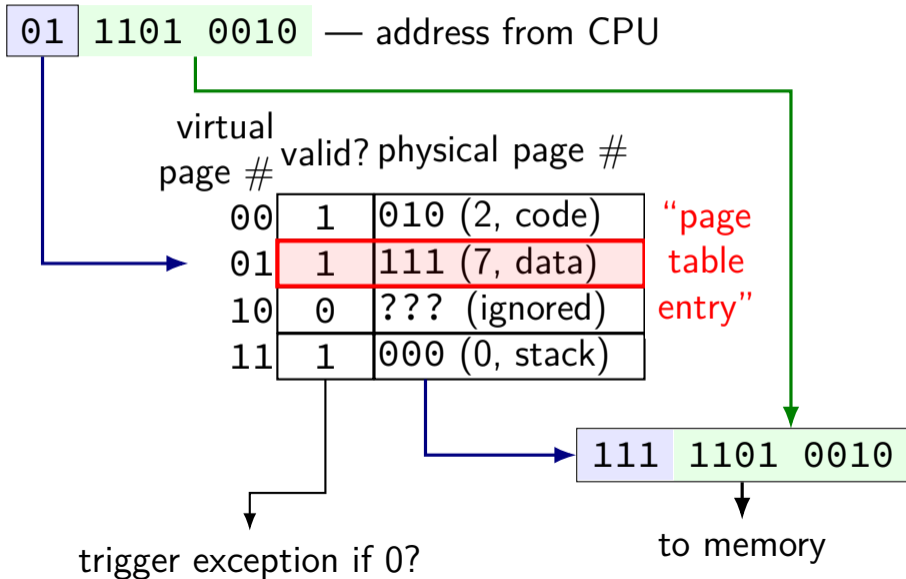 01 1101 0010 — address from CPU
virtual
page #
valid? physical page #
00 1 010 (2, code)
01 1 111 (7, data)
10 0 ??? (ignored)
11 1 000 (0, stack)
“page
table
entry”
111 1101 0010
to memory
trigger exception if 0?